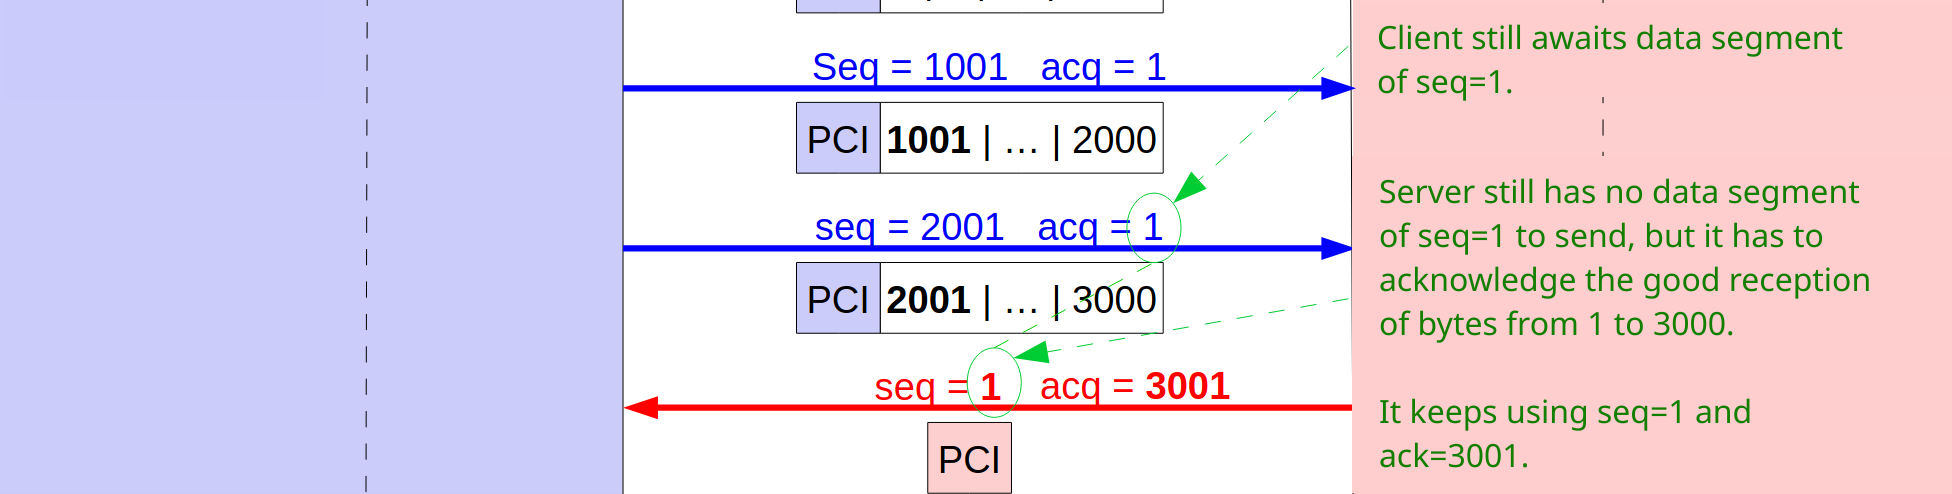 Client still awaits data segment
of seq=1.
Seq = 1001 acq = 1
PCI 1001 | … | 2000
Server still has no data segment
of seq=1 to send, but it has to
acknowledge the good reception
of bytes from 1 to 3000.
seq = 2001 acq = 1
PCI 2001 | … | 3000
It keeps using seq=1 and
ack=3001.
seq = 1 acq = 3001
PCI